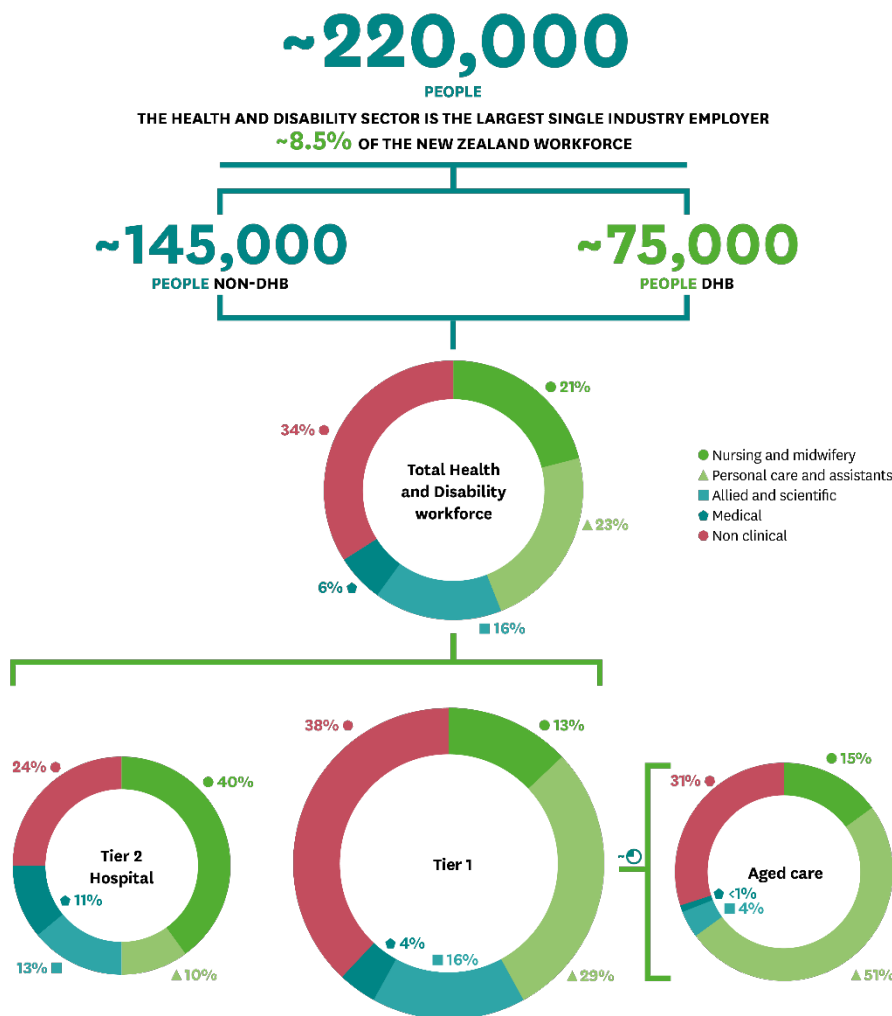 ~220,000
PEOPLE
THE HEALTH AND DISABILITY SECTOR IS THE LARGEST SINGLE INDUSTRY EMPLOYER
~8.5% OF THE NEW ZEALAND WORKFORCE
~145,000
PEOPLE NON-DHB
~75,000
PEOPLE DHB
21%
34%
Total Health
and Disability
workforce
23%
6%
16%
Nursing and midwifery
Personal care and assistants
Allied and scientific
Medical
Non clinical
24%
40%
Tier 2
Hospital
11%
13%
10%
38%
13%
Tier 1
4%
16%
29%
~
15%
31%
Aged care
<1%
4%
51%